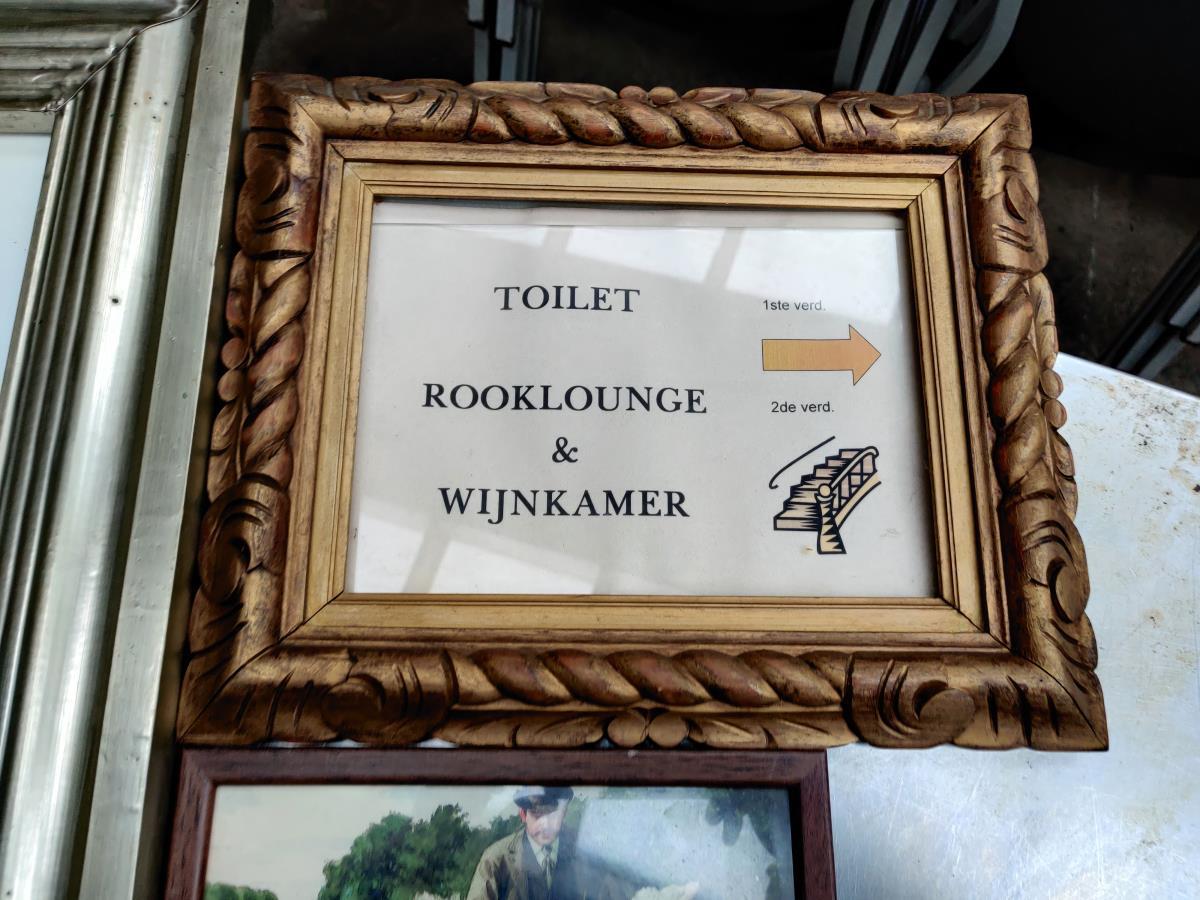 TOILET
1ste verd.
ROOKLOUNGE
&
WIJNKAMER
2de verd.